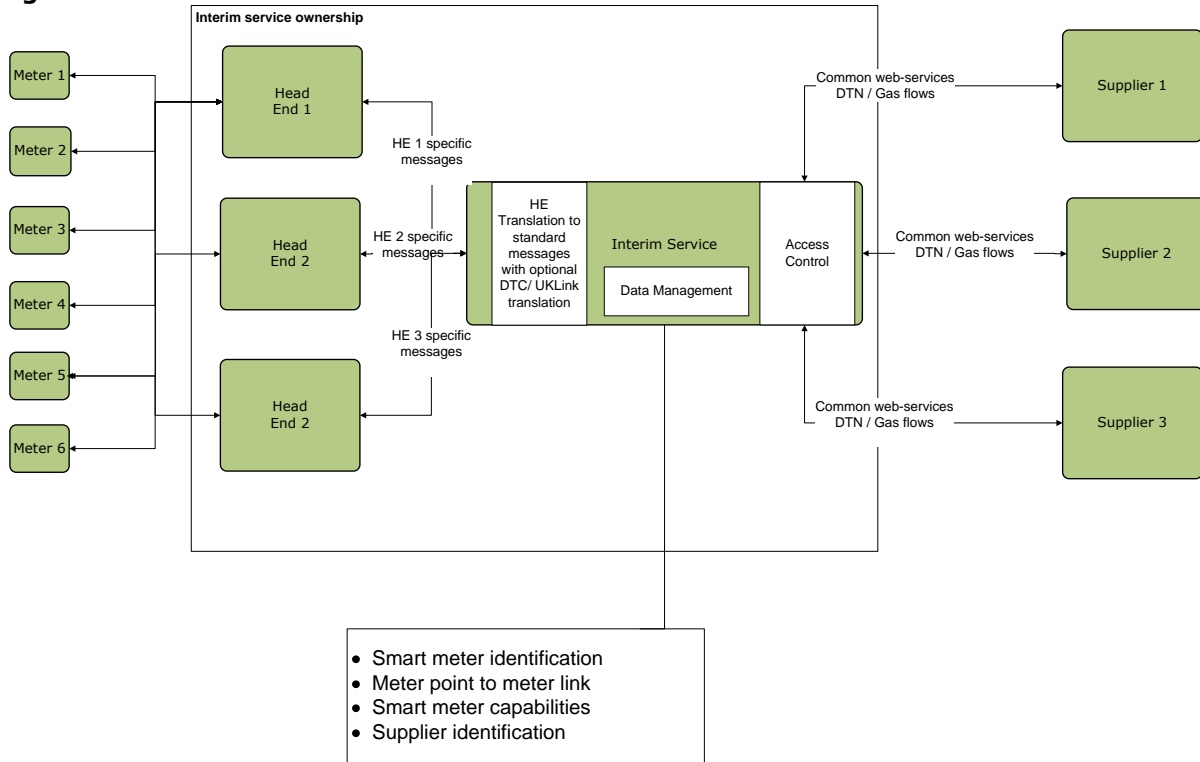 Interim service ownership
Meter 1
Meter 2
Meter 3
Meter 4
Meter 5
Meter 6
Head
End 1
Head
End 2
Head
End 2
HE 1 specific
messages
HE 2 specific
messages
HE 3 specific
messages
HE
Translation to
standard
messages
with optional
DTC/ UKLink
translation
Interim Service
Data Management
Access
Control
Common web-services
DTN / Gas flows
Common web-services
DTN / Gas flows
Common web-services
DTN / Gas flows
Supplier 1
Supplier 2
Supplier 3
• Smart meter identification
• Meter point to meter link
• Smart meter capabilities
• Supplier identification